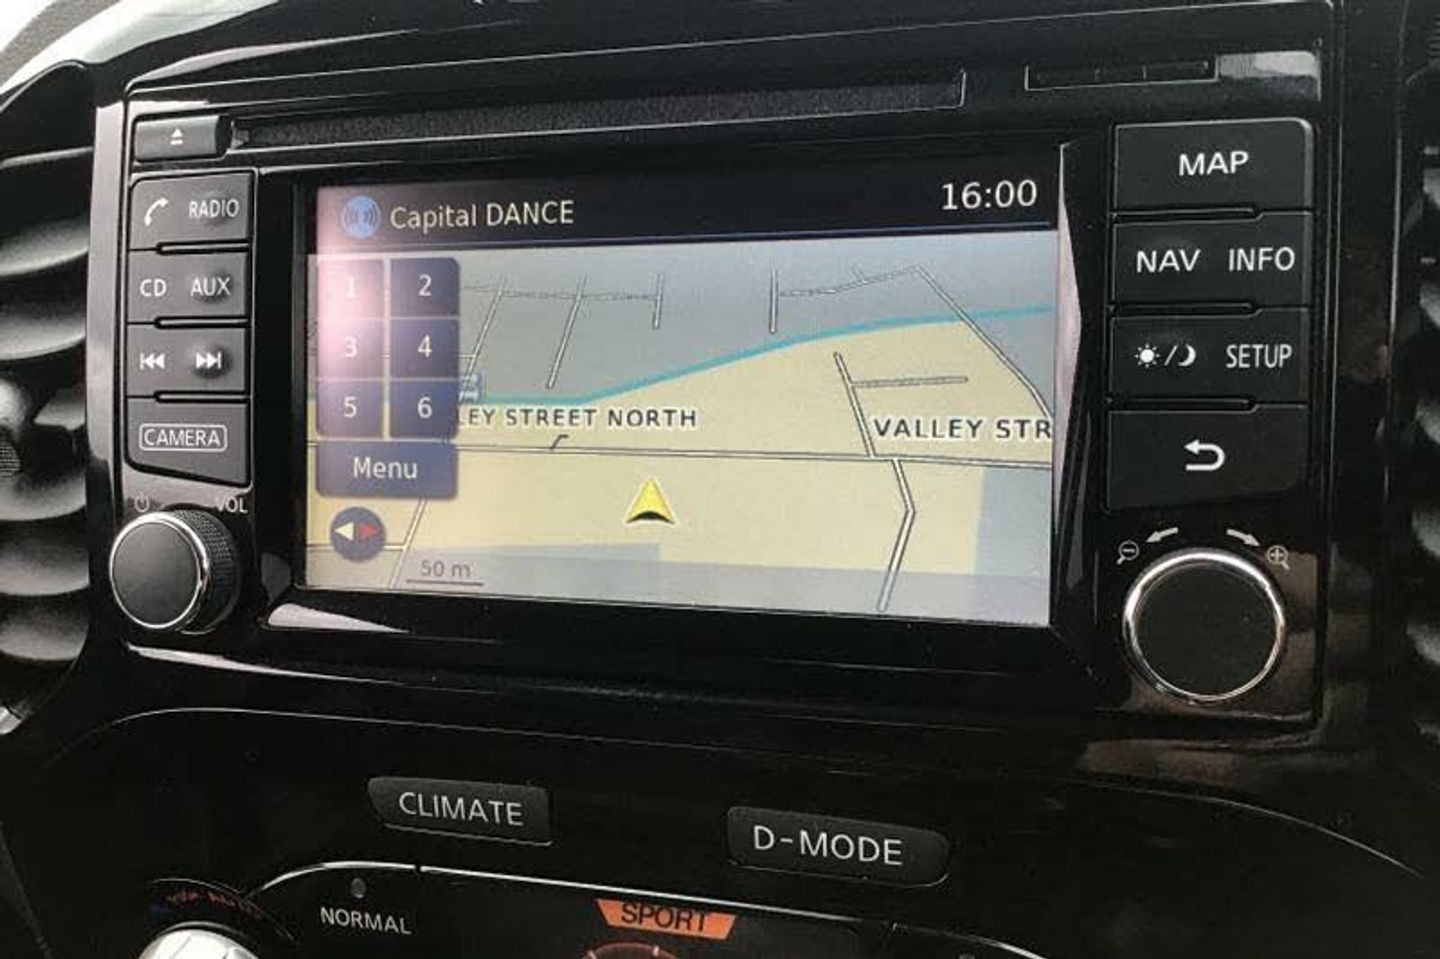 Capital DANCE
16:00
RADIO
CD AUX
CAMERA
VOL
1 2
3 4
5 6
Menu
LEY STREET NORTH
VALLEY STR
50 m
MAP
NAV INFO
SETUP
CLIMATE
D-MODE
NORMAL
SPORT